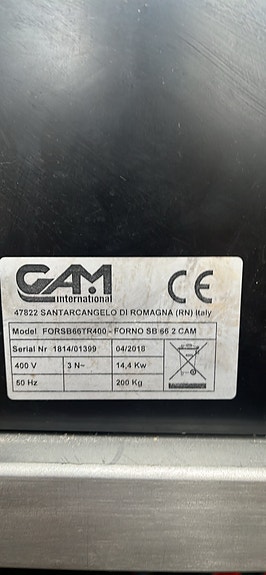 GAM
international
CE
47822 SANTARCANGELO DI ROMAGNA (RN) Italy
Model FORSB66TR400 - FORNO SB 66 2 CAM
Serial Nr 1814/01399 04/2018
400 V 3 N~ 14,4 Kw
50 Hz 200 Kg